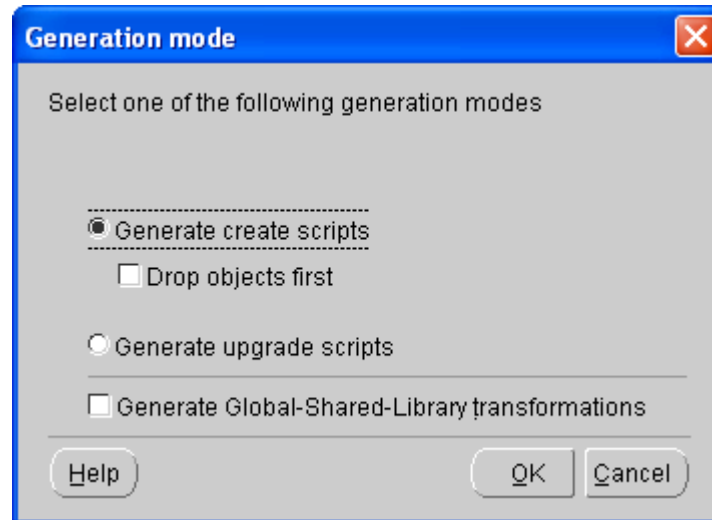 Generation mode
Select one of the following generation modes
Generate create scripts
Drop objects first
Generate upgrade scripts
Generate Global-Shared-Library transformations
Help OK Cancel